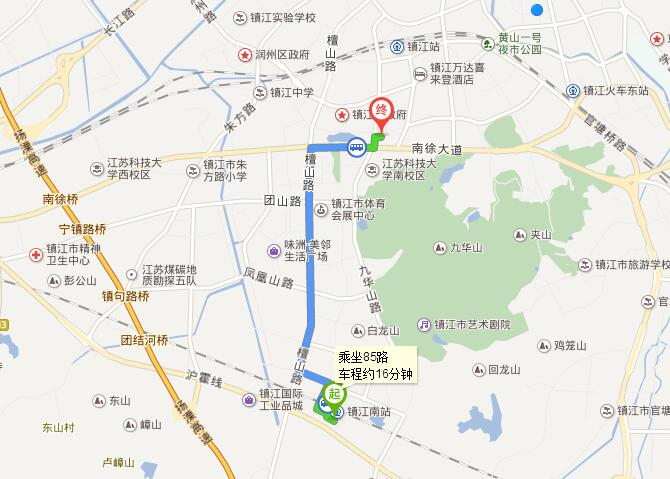 长江路
润州路
镇江实验学校
檀山路
镇江站
黄山一号
夜市公园
润州区政府
镇江万达喜
来登酒店
镇江火车东站
镇江中学
朱方路
终
府
官塘桥路
扬溧高速
南徐大道
江苏科技大
学西校区
镇江市朱
方路小学
檀山路
江苏科技大
学南校区
南徐桥
团山路
镇江市体育
会展中心
宁镇路桥
夹山
镇江市精神
卫生中心
味洲·美邻
生活广场
九华山
江苏煤碳地
质勘探五队
凤凰山路
九华山路
镇江市旅游学校
彭公山
镇句路桥
官
白龙山
镇江市艺术剧院
团结河桥
鸡笼山
檀山路
乘坐85路
车程约16分钟
沪霍线
回龙山
起
东山
镇江国际
工业品城
镇江南站
镇江市官塘
扬溧高速
东山村
嶂山
卢嶂山